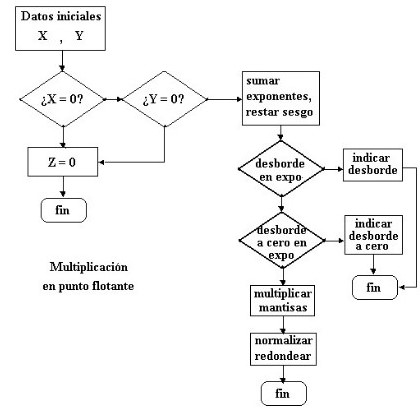 Datos iniciales
X , Y
¿X = 0?
¿Y = 0?
sumar
exponentes,
restar sesgo
Z = 0
fin
desborde
en expo
indicar
desborde
desborde
a cero en
expo
indicar
desborde
a cero
fin
Multiplicación
en punto flotante
multiplicar
mantisas
normalizar
redondear
fin